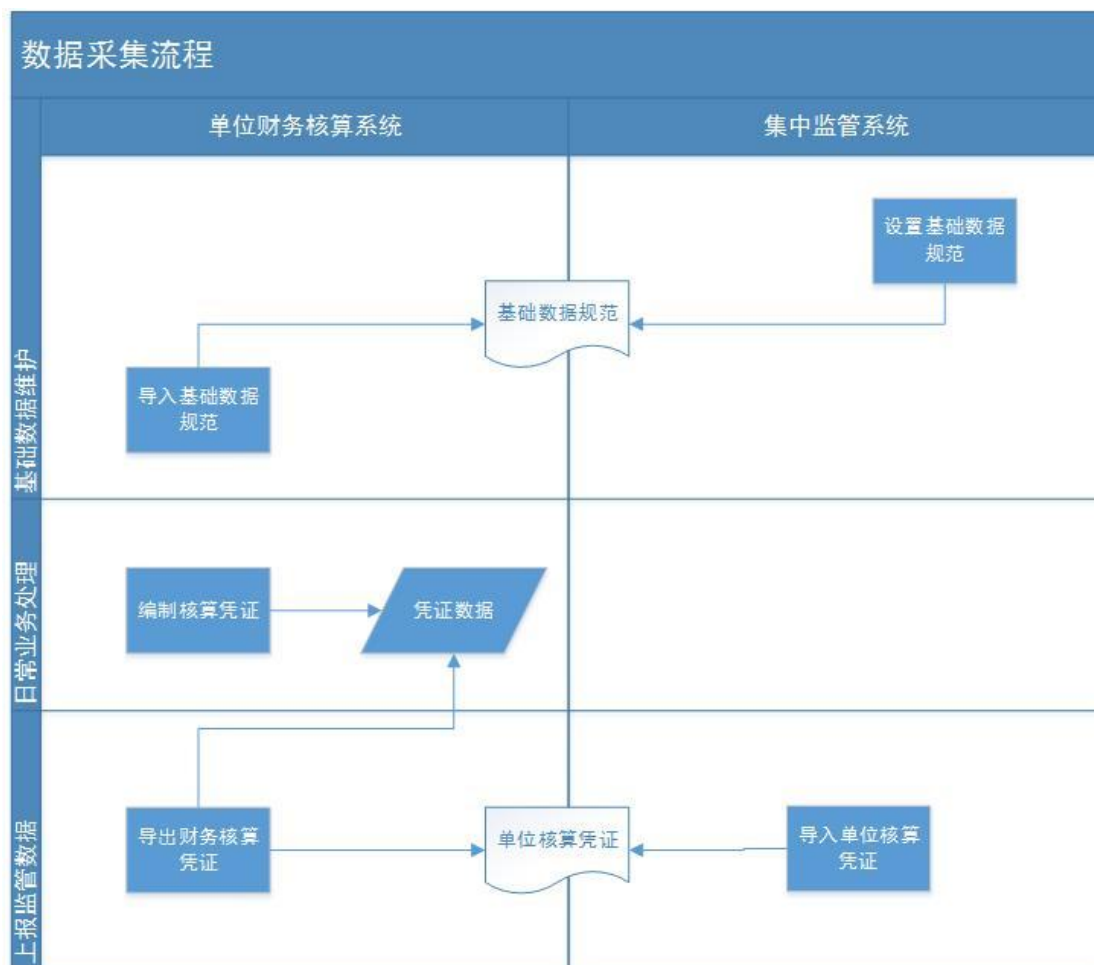 数据采集流程
单位财务核算系统
集中监管系统
基础数据维护
设置基础数据
规范
基础数据规范
导入基础数据
规范
日常业务处理
编制核算凭证
凭证数据
上报监管数据
导出财务核算
凭证
单位核算凭证
导入单位核算
凭证